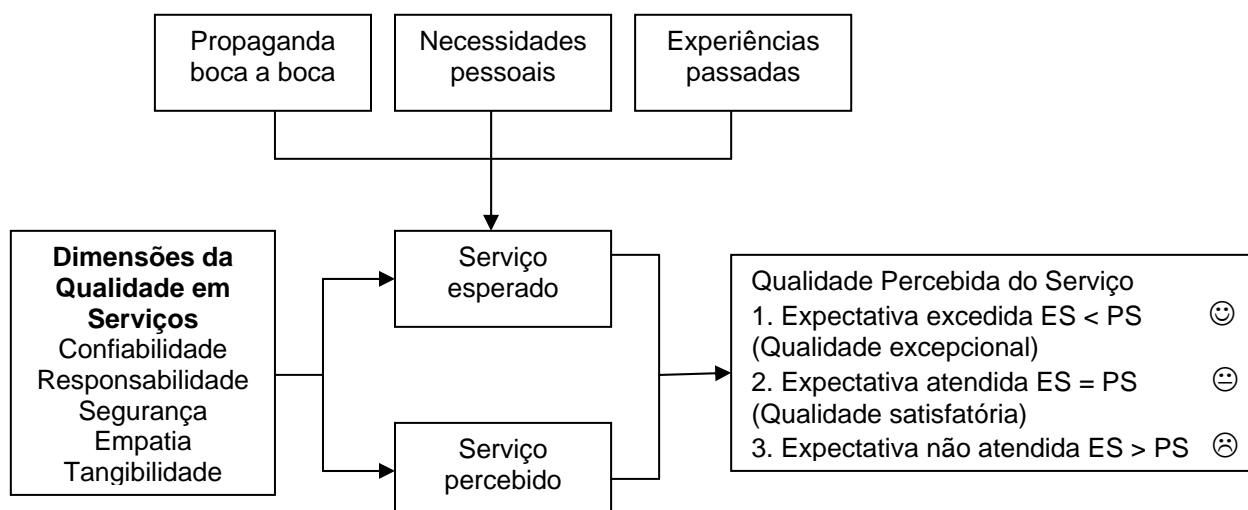 Propaganda
boca a boca
Necessidades
pessoais
Experiências
passadas
Dimensões da
Qualidade em
Serviços
Confiabilidade
Responsabilidade
Segurança
Empatia
Tangibilidade
Serviço
esperado
Serviço
percebido
Qualidade Percebida do Serviço
1. Expectativa excedida ES < PS ☺
(Qualidade excepcional)
2. Expectativa atendida ES = PS 😐
(Qualidade satisfatória)
3. Expectativa não atendida ES > PS ☹